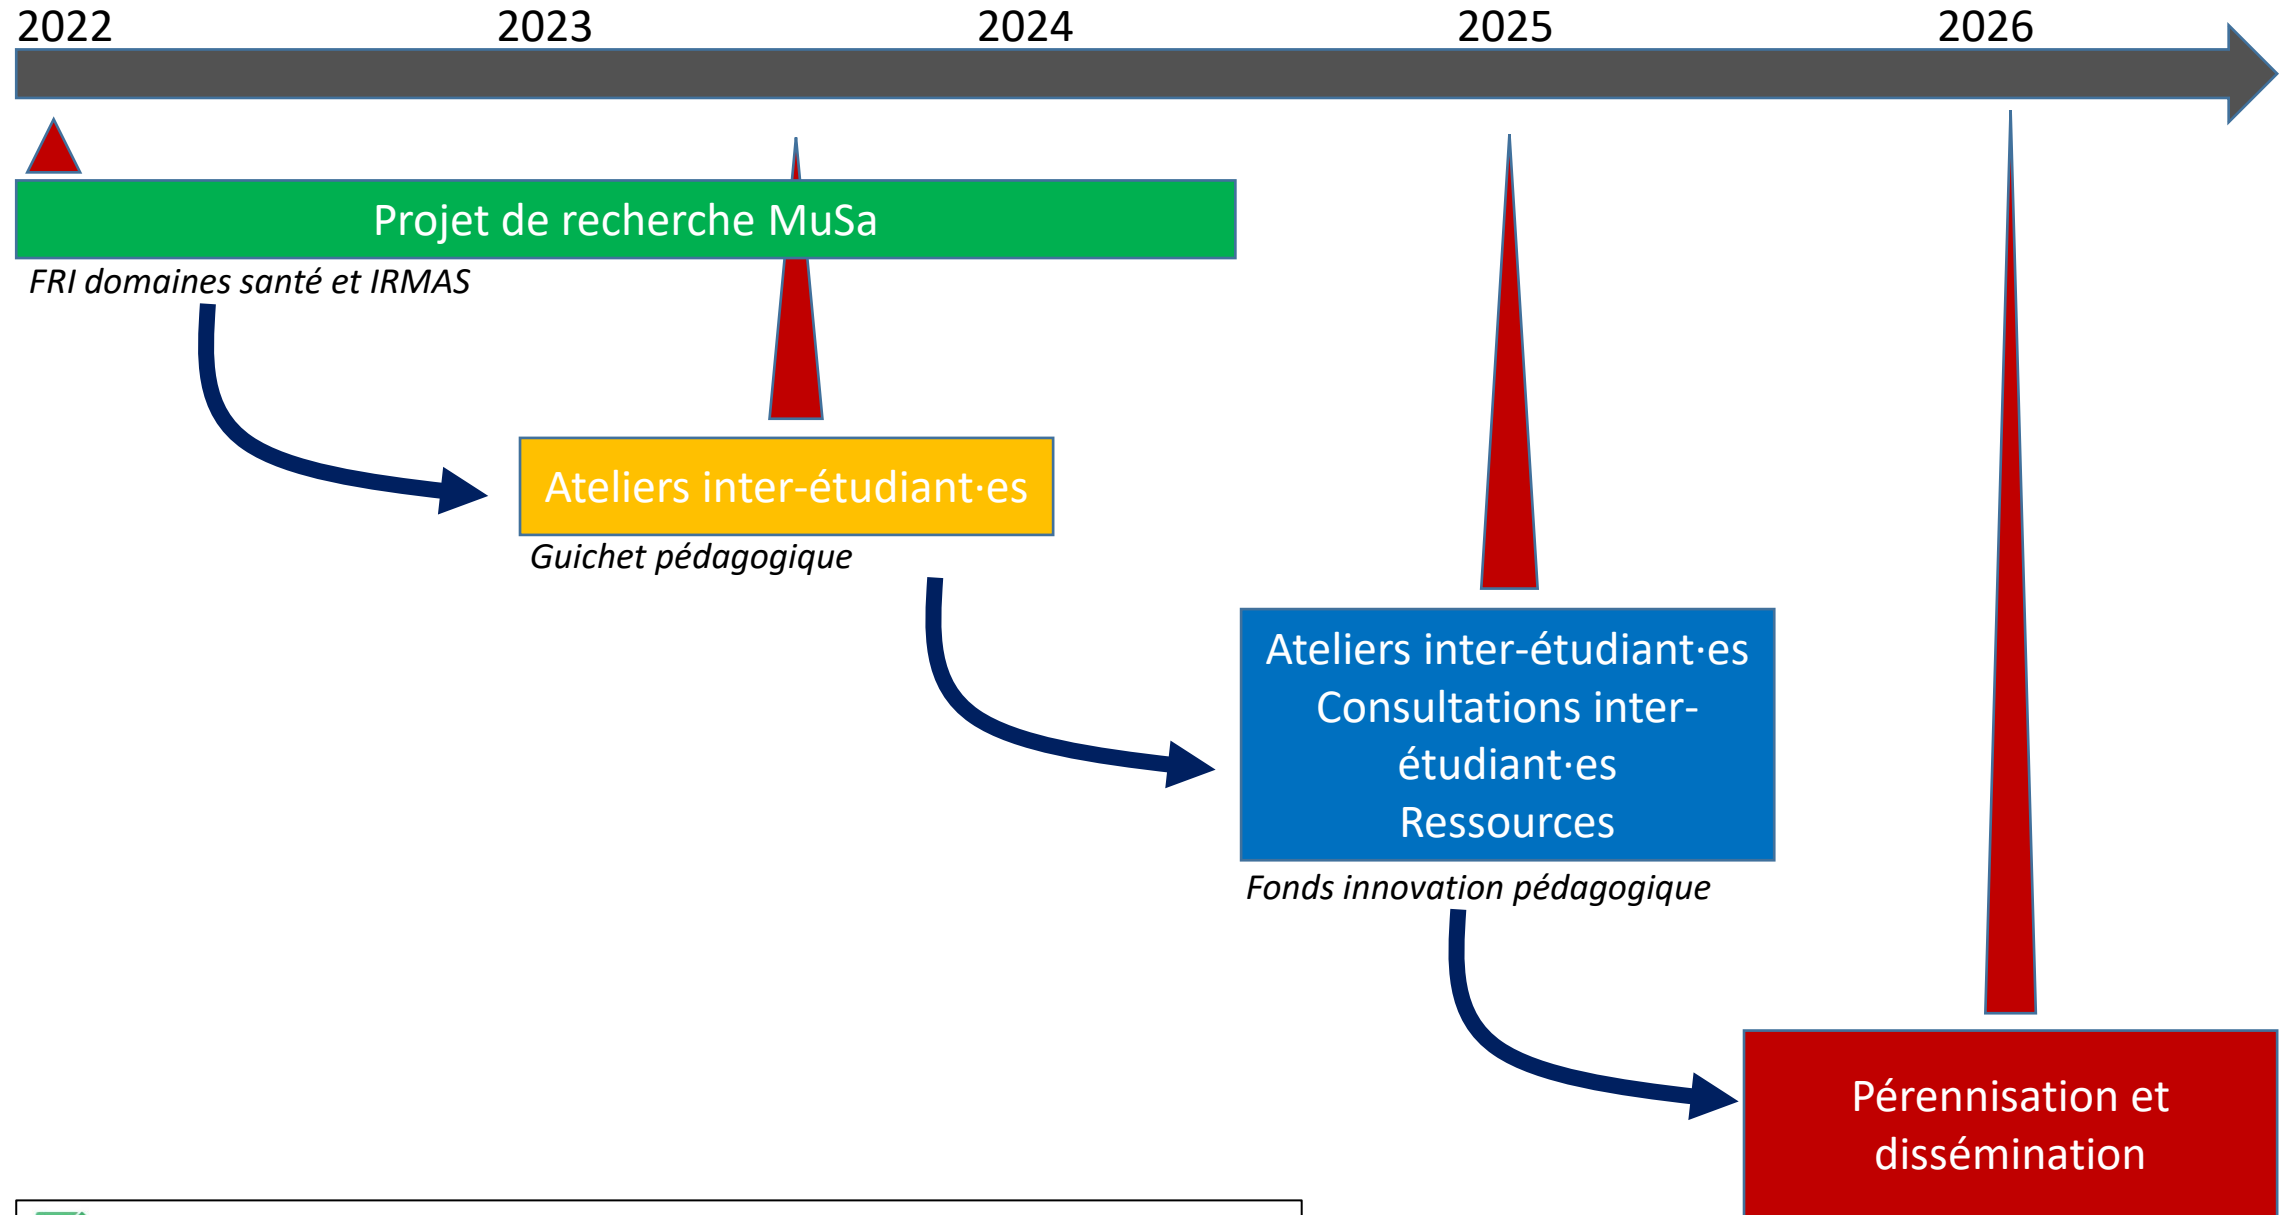 2022 2023 2024 2025 2026
Projet de recherche MuSa
FRI domaines santé et IRMAS
Ateliers inter-étudiant·es
Guichet pédagogique
Ateliers inter-étudiant·es
Consultations inter-
étudiant·es
Ressources
Fonds innovation pédagogique
Pérennisation et
dissémination